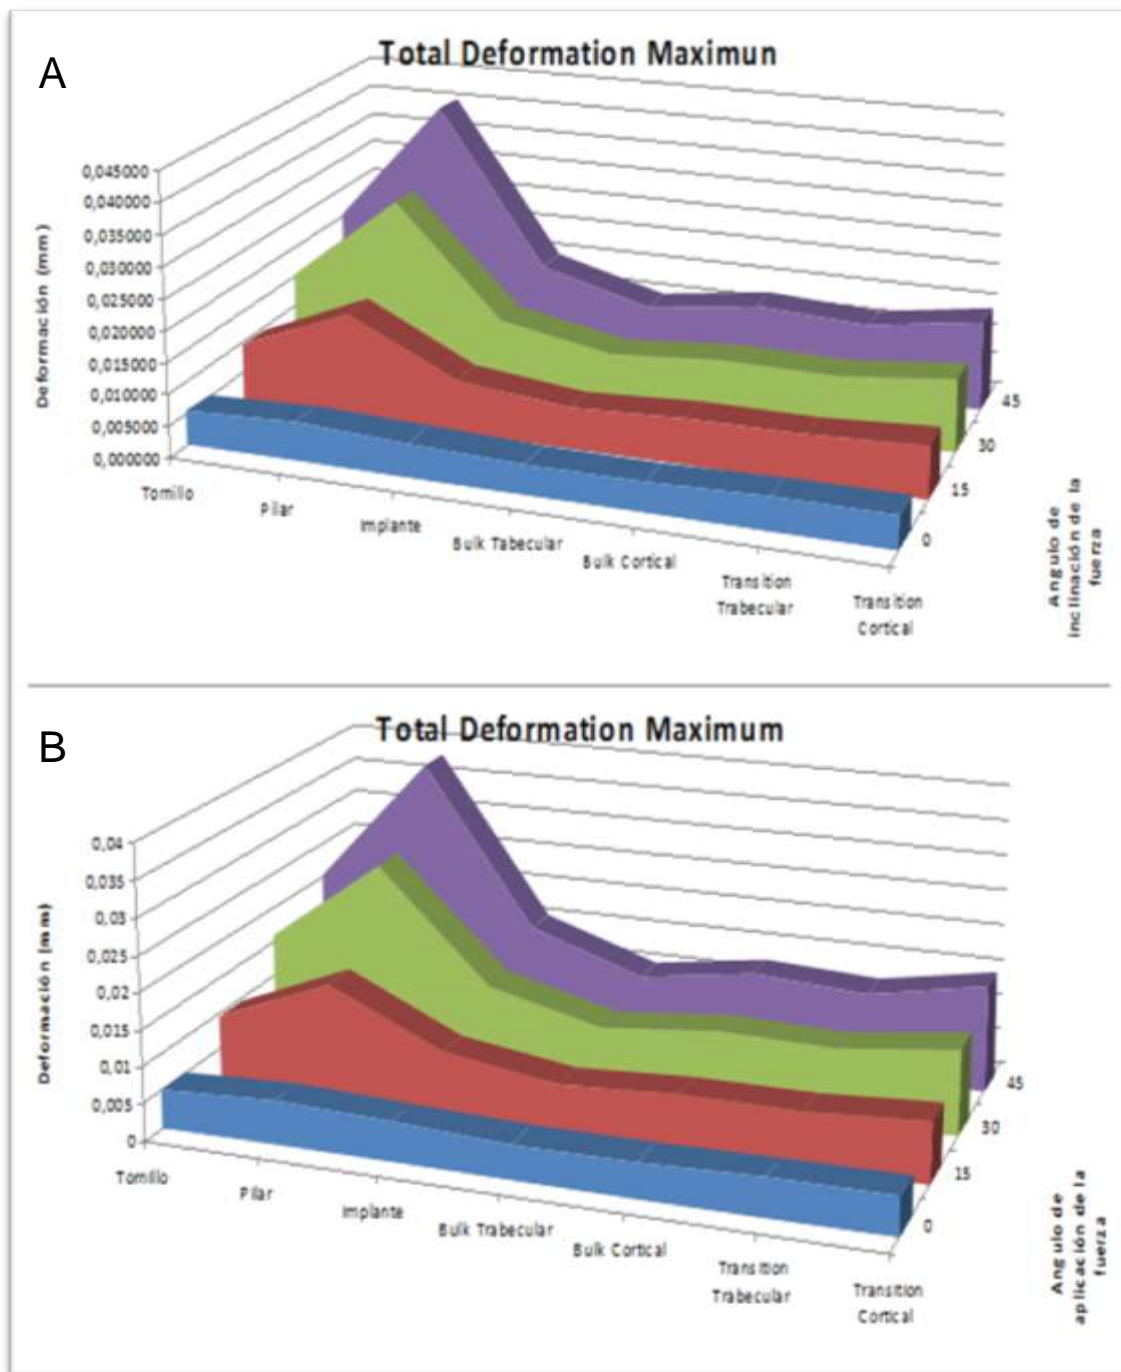 A
Total Deformation Maximun
0,045000
0,040000
0,035000
0,030000
0,025000
0,020000
0,015000
0,010000
0,005000
0,000000
Deformación (mm)
Tornillo
Pilar
Implante
Bulk Tabecular
Bulk Cortical
Transition
Trabecular
Transition
Cortical
0
15
30
45
Angulo de
inclinación de la
fuerza
B
Total Deformation Maximum
0,04
0,035
0,03
0,025
0,02
0,015
0,01
0,005
0
Deformación (mm)
Tornillo
Pilar
Implante
Bulk Trabecular
Bulk Cortical
Transition
Trabecular
Transition
Cortical
0
15
30
45
Angulo de
aplicación de la
fuerza